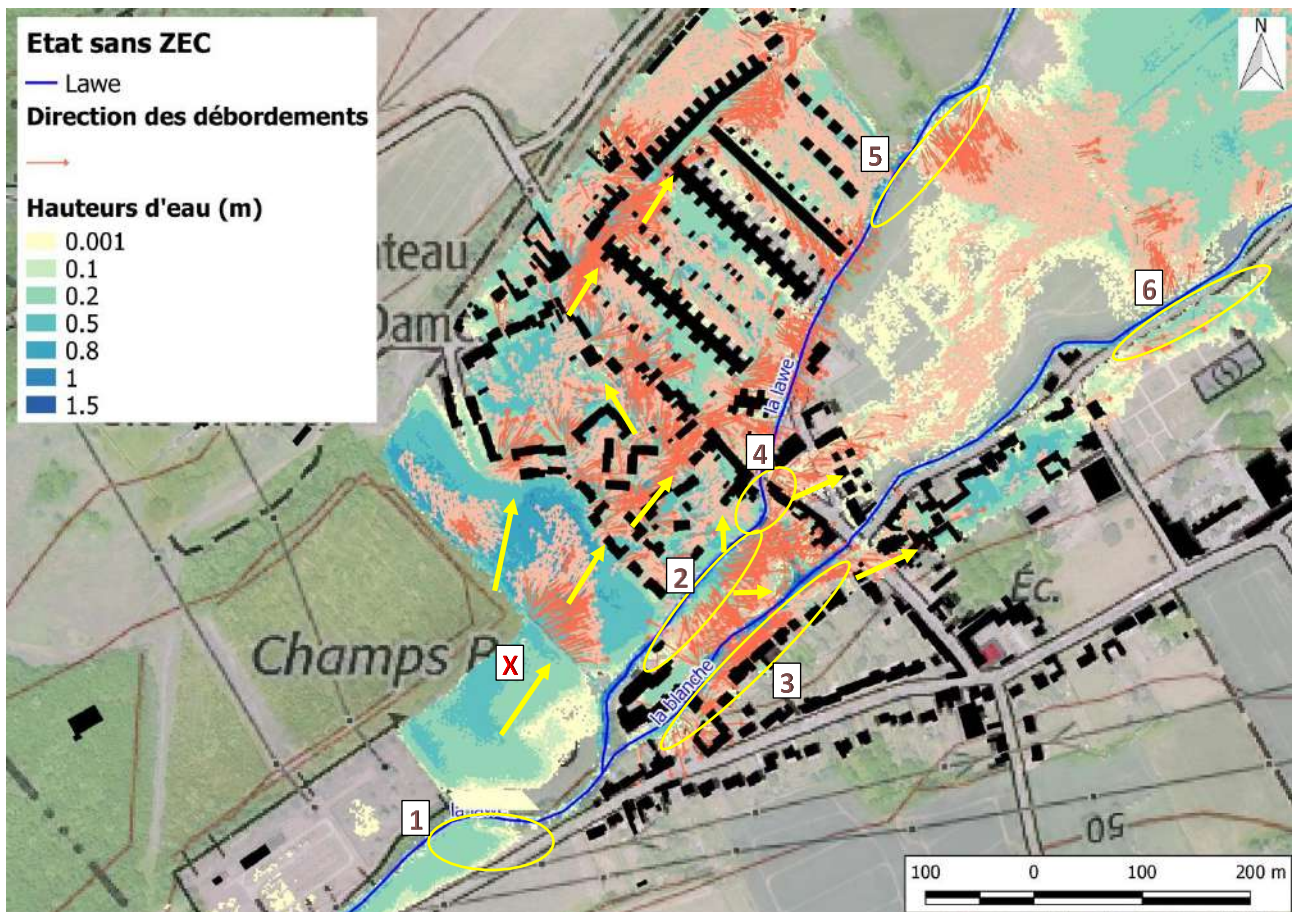 Etat sans ZEC
Lawe
Direction des débordements
Hauteurs d'eau (m)
0.001
0.1
0.2
0.5
0.8
1
1.5
N
5
teau
Dame
6
la lawe
4
2
Champs P
X
Éc.
3
la blanche
1
50
100 0 100 200 m